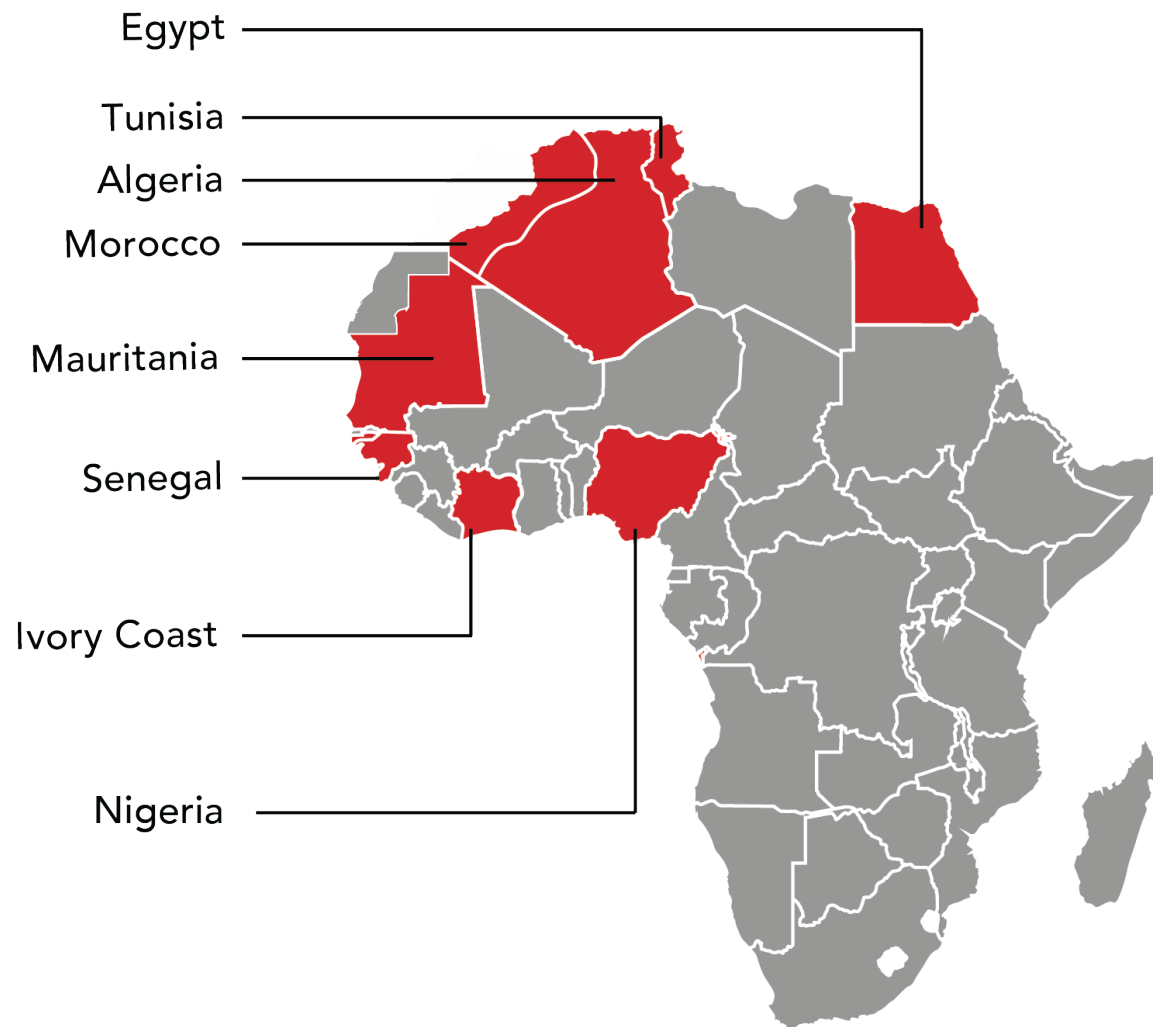 Egypt
Tunisia
Algeria
Morocco
Mauritania
Senegal
Ivory Coast
Nigeria